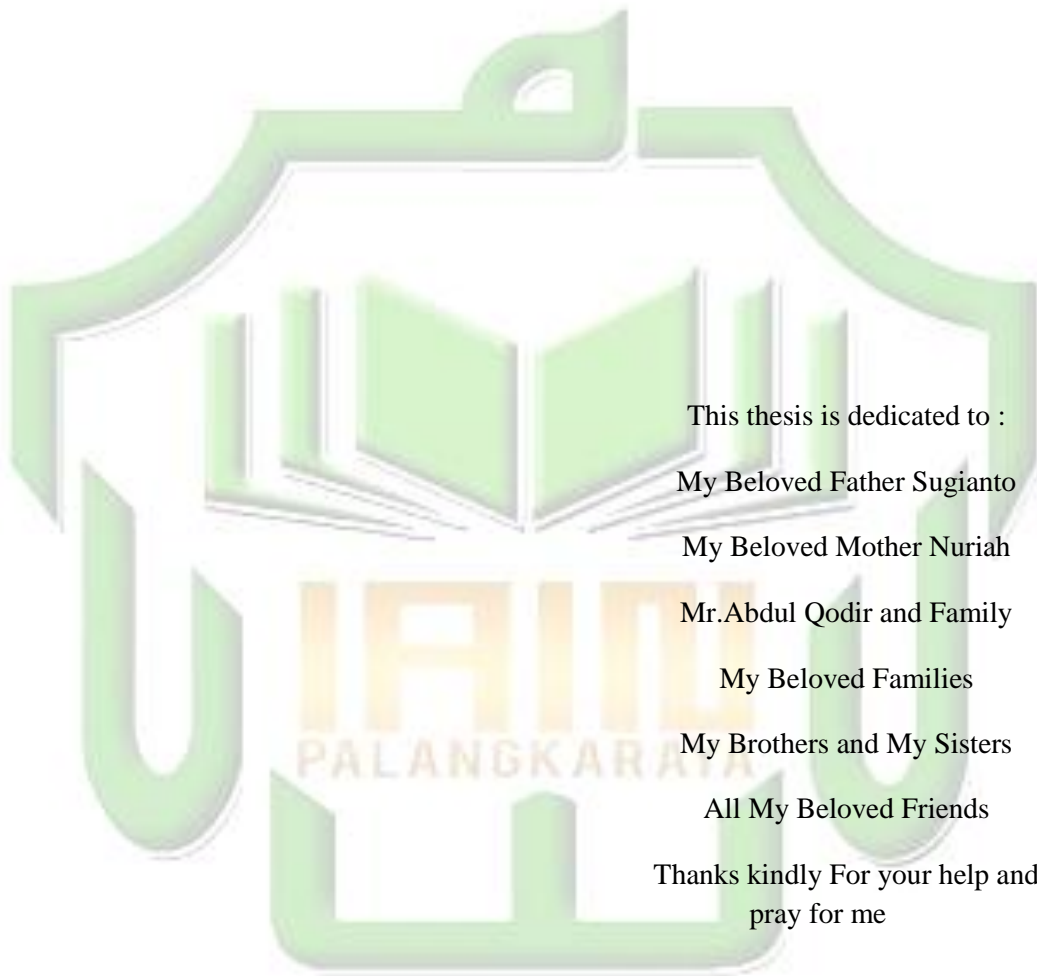 This thesis is dedicated to :
My Beloved Father Sugianto
My Beloved Mother Nuriah
Mr.Abdul Qodir and Family
My Beloved Families
My Brothers and My Sisters
All My Beloved Friends
Thanks kindly For your help and
pray for me
IAIN
PALANGKARAYA